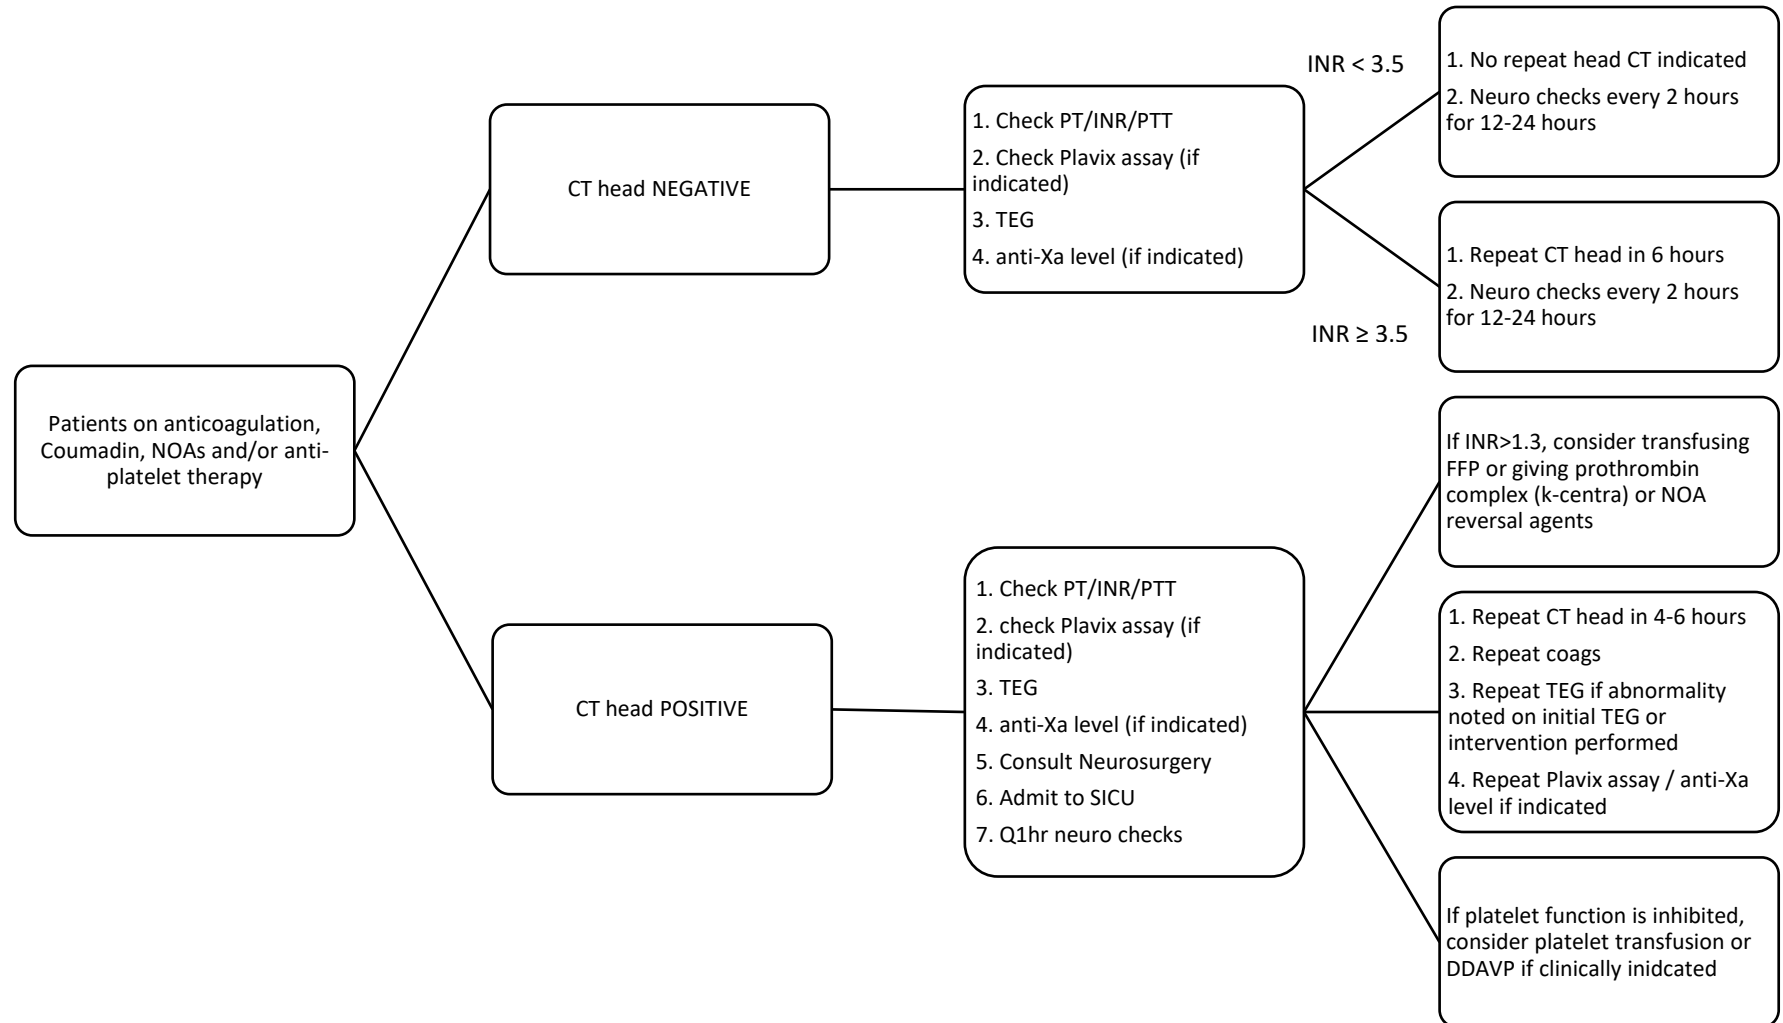 Patients on anticoagulation,
Coumadin, NOAs and/or anti-
platelet therapy
CT head NEGATIVE
1. Check PT/INR/PTT
2. Check Plavix assay (if
indicated)
3. TEG
4. anti-Xa level (if indicated)
INR < 3.5
1. No repeat head CT indicated
2. Neuro checks every 2 hours
for 12-24 hours
INR ≥ 3.5
1. Repeat CT head in 6 hours
2. Neuro checks every 2 hours
for 12-24 hours
CT head POSITIVE
1. Check PT/INR/PTT
2. check Plavix assay (if
indicated)
3. TEG
4. anti-Xa level (if indicated)
5. Consult Neurosurgery
6. Admit to SICU
7. Q1hr neuro checks
If INR>1.3, consider transfusing
FFP or giving prothrombin
complex (k-centra) or NOA
reversal agents
1. Repeat CT head in 4-6 hours
2. Repeat coags
3. Repeat TEG if abnormality
noted on initial TEG or
intervention performed
4. Repeat Plavix assay / anti-Xa
level if indicated
If platelet function is inhibited,
consider platelet transfusion or
DDAVP if clinically inidcated